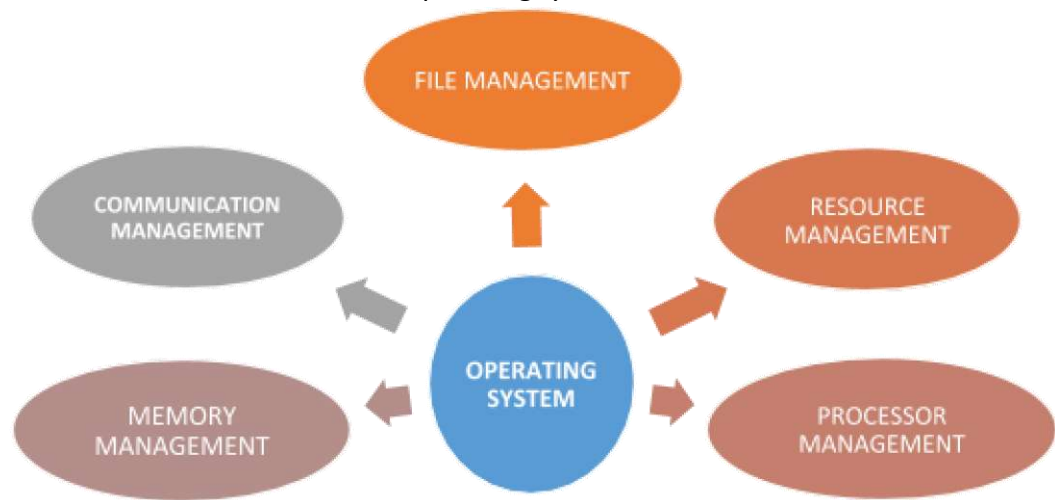 FILE MANAGEMENT
COMMUNICATION
MANAGEMENT
RESOURCE
MANAGEMENT
OPERATING
SYSTEM
MEMORY
MANAGEMENT
PROCESSOR
MANAGEMENT